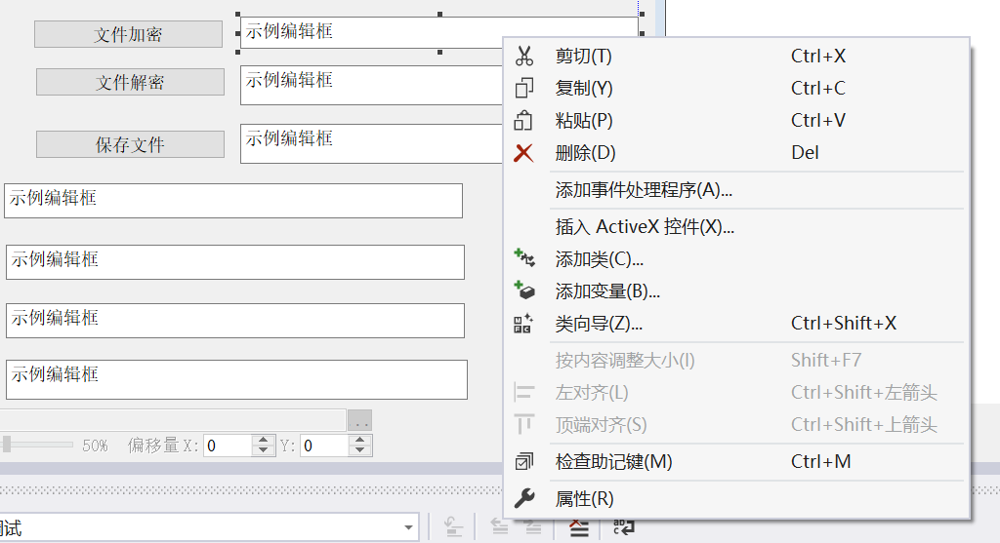 文件加密 示例编辑框
文件解密 示例编辑框
保存文件 示例编辑框
示例编辑框
示例编辑框
示例编辑框
示例编辑框
..
50% 偏移量 X: 0 Y: 0
剪切(T) Ctrl+X
复制(Y) Ctrl+C
粘贴(P) Ctrl+V
删除(D) Del
添加事件处理程序(A)...
插入 ActiveX 控件(X)...
添加类(C)...
添加变量(B)...
类向导(Z)... Ctrl+Shift+X
按内容调整大小(I) Shift+F7
左对齐(L) Ctrl+Shift+左箭头
顶端对齐(S) Ctrl+Shift+上箭头
检查助记键(M) Ctrl+M
属性(R)
试